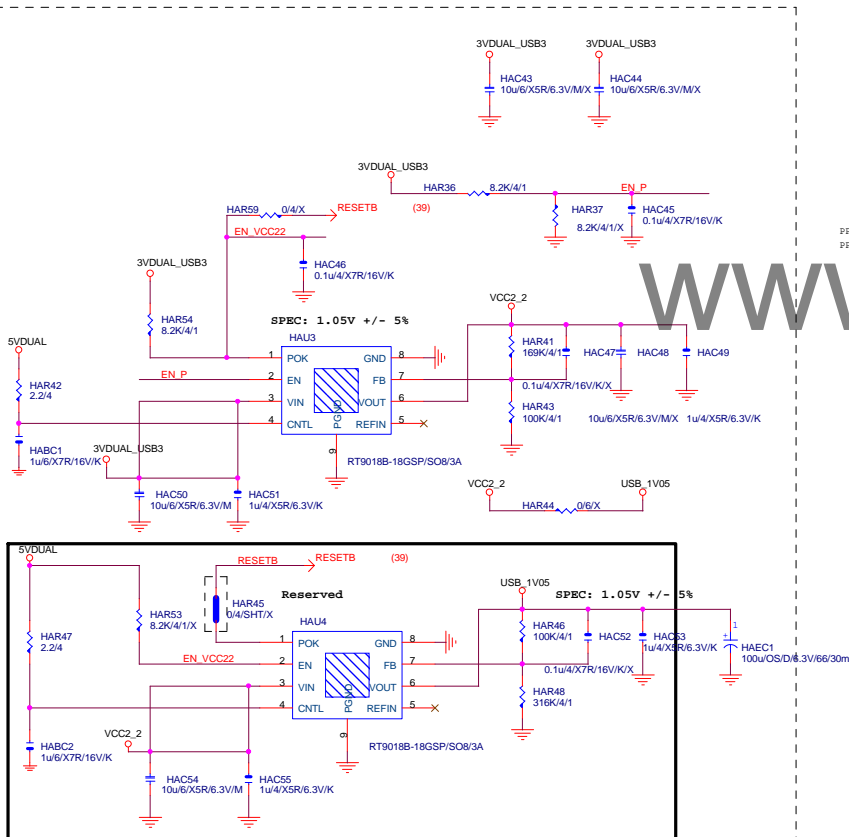 3VDUAL_USB3 3VDUAL_USB3
HAC43 HAC44
10u/6/X5R/6.3V/M/X 10u/6/X5R/6.3V/M/X
3VDUAL_USB3
HAR36 8.2K/4/1 EN_P
HAR59 0/4/X RESETB (39)
HAR37 HAC45
8.2K/4/1/X 0.1u/4/X7R/16V/K
EN_VCC22
HAC46
0.1u/4/X7R/16V/K
3VDUAL_USB3
HAR54
8.2K/4/1
SPEC: 1.05V +/- 5%
HAU3
VCC2_2
HAR41 HAC47 HAC48 HAC49
169K/4/1
0.1u/4/X7R/16V/K/X
HAR43
100K/4/1
10u/6/X5R/6.3V/M/X 1u/4/X5R/6.3V/K
5VDUAL
HAR42
2.2/4
EN_P
1 POK GND 8
2 EN FB 7
3 VIN VOUT 6
4 CNTL REFIN 5
PGND
9
RT9018B-18GSP/SO8/3A
HABC1
1u/6/X7R/16V/K
3VDUAL_USB3
HAC50 HAC51
10u/6/X5R/6.3V/M 1u/4/X5R/6.3V/K
VCC2_2 HAR44 0/6/X USB_1V05
WWW
5VDUAL
RESETB RESETB (39)
HAR53
8.2K/4/1/X
HAR45
0/4/SHT/X
Reserved
HAU4
USB_1V05
SPEC: 1.05V +/- 5%
HAR47
2.2/4
EN_VCC22
1 POK GND 8
2 EN FB 7
3 VIN VOUT 6
4 CNTL REFIN 5
PGND
9
RT9018B-18GSP/SO8/3A
HAR46 HAC52 HAC53 1
100K/4/1 1u/4/X5R/6.3V/K + HAEC1
0.1u/4/X7R/16V/K/X 100u/OS/D/6.3V/66/30m
HAR48
316K/4/1
HABC2
1u/6/X7R/16V/K
VCC2_2
HAC54 HAC55
10u/6/X5R/6.3V/M 1u/4/X5R/6.3V/K